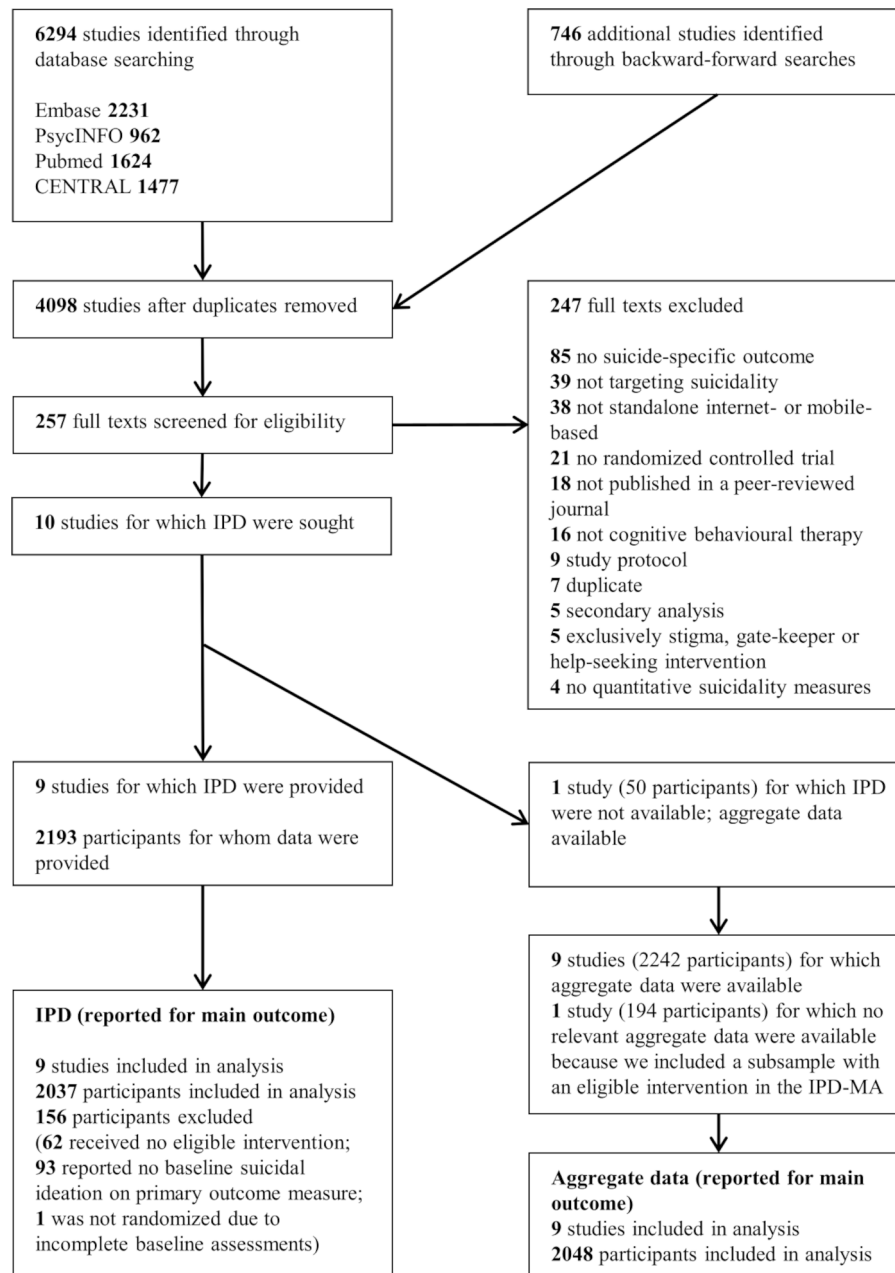 6294 studies identified through
database searching
Embase 2231
PsycINFO 962
Pubmed 1624
CENTRAL 1477
746 additional studies identified
through backward-forward searches
4098 studies after duplicates removed
257 full texts screened for eligibility
247 full texts excluded
85 no suicide-specific outcome
39 not targeting suicidality
38 not standalone internet- or mobile-
based
21 no randomized controlled trial
18 not published in a peer-reviewed
journal
16 not cognitive behavioural therapy
9 study protocol
7 duplicate
5 secondary analysis
5 exclusively stigma, gate-keeper or
help-seeking intervention
4 no quantitative suicidality measures
10 studies for which IPD were sought
9 studies for which IPD were provided
2193 participants for whom data were
provided
1 study (50 participants) for which IPD
were not available; aggregate data
available
9 studies (2242 participants) for which
aggregate data were available
1 study (194 participants) for which no
relevant aggregate data were available
because we included a subsample with
an eligible intervention in the IPD-MA
IPD (reported for main outcome)
9 studies included in analysis
2037 participants included in analysis
156 participants excluded
(62 received no eligible intervention;
93 reported no baseline suicidal
ideation on primary outcome measure;
1 was not randomized due to
incomplete baseline assessments)
Aggregate data (reported for main
outcome)
9 studies included in analysis
2048 participants included in analysis